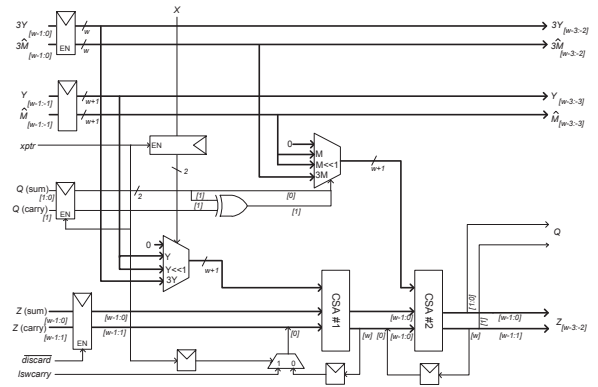 X
3Y [w-1:0] w 3Y [w-3:-2]
3M̂ [w-1:0] EN w 3M̂ [w-3:-2]
Y [w-1:-1] w+1 Y [w-3:-3]
M̂ [w-1:-1] w+1 M̂ [w-3:-3]
xptr EN
0
M
M<<1
3M
w+1
2
Q (sum) [1:0] 2 [1] [0]
Q (carry) [1] EN [1] [1]
Q
0
Y
Y<<1
3Y
w+1
CSA #1
CSA #2
[1:0]
[1]
Z (sum) [w-1:0] [w-1:0] [w-1:0] [w-1:0]
Z (carry) [w-1:1] EN [w-1:1] [0] [w] [0] [w-1:0] [w] [w-1:1]
Z [w-3:-2]
discard
1 0
lswcarry